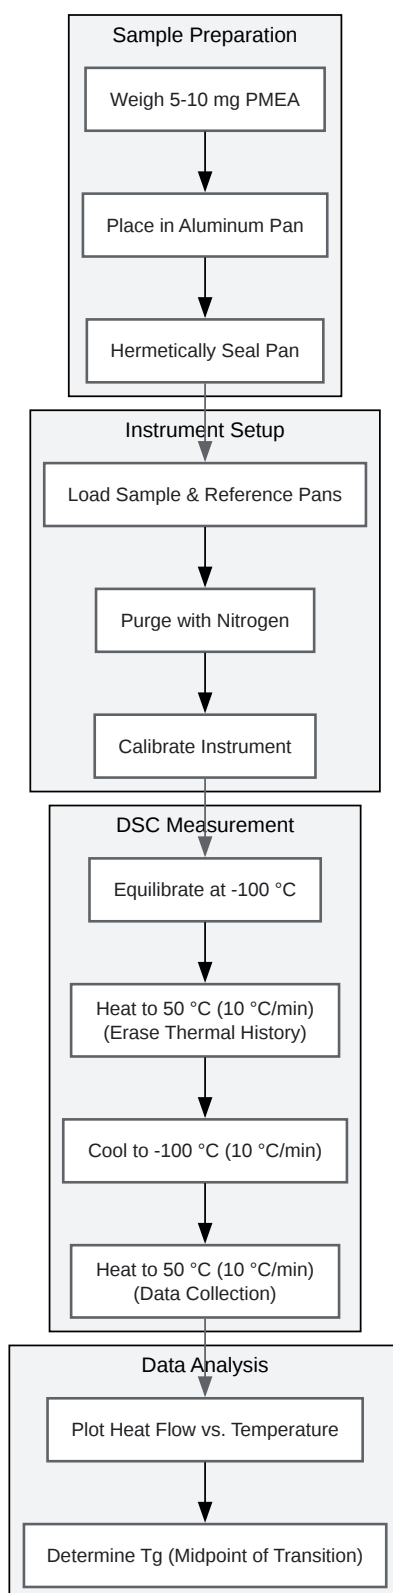 Sample Preparation
Weigh 5-10 mg PMEA
Place in Aluminum Pan
Hermetically Seal Pan
Instrument Setup
Load Sample & Reference Pans
Purge with Nitrogen
Calibrate Instrument
DSC Measurement
Equilibrate at -100 °C
Heat to 50 °C (10 °C/min)
(Erase Thermal History)
Cool to -100 °C (10 °C/min)
Heat to 50 °C (10 °C/min)
(Data Collection)
Data Analysis
Plot Heat Flow vs. Temperature
Determine Tg (Midpoint of Transition)